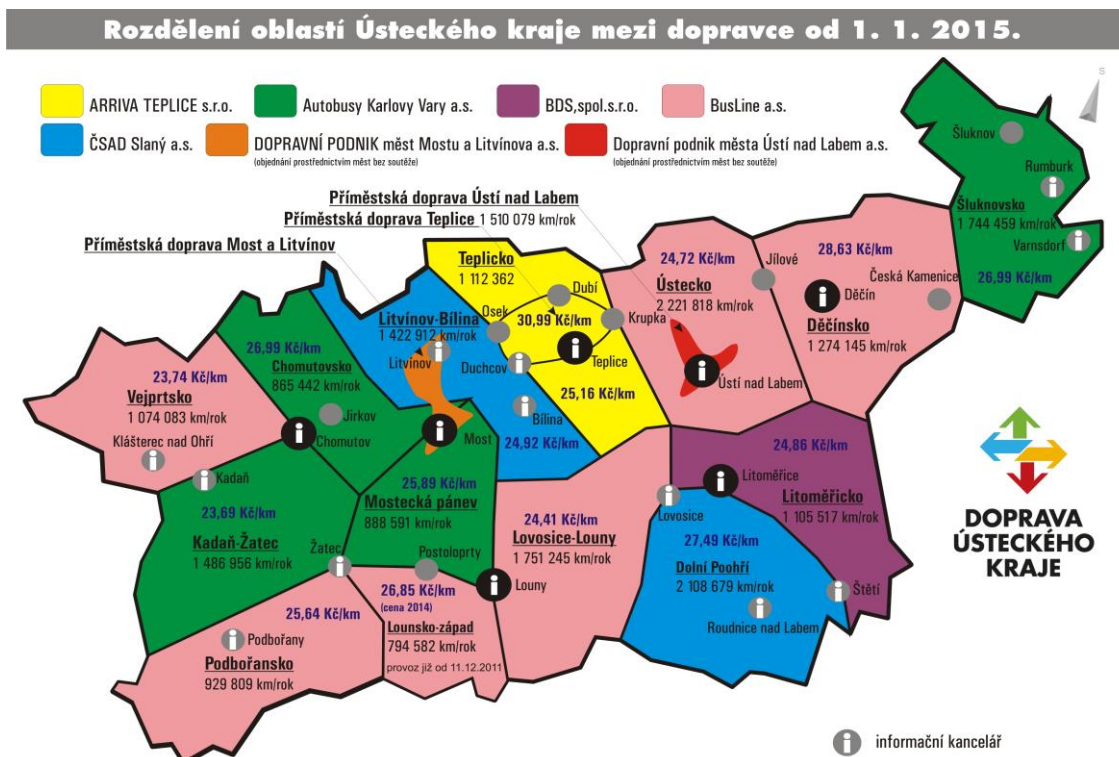 Rozdělení oblastí Ústeckého kraje mezi dopravce od 1. 1. 2015.
S
ARRIVA TEPLICE s.r.o.
Autobusy Karlovy Vary a.s.
BDS,spol.s.r.o.
BusLine a.s.
ČSAD Slaný a.s.
DOPRAVNÍ PODNIK měst Mostu a Litvínova a.s.
(objednání prostřednictvím měst bez soutěže)
Dopravní podnik města Ústí nad Labem a.s.
(objednání prostřednictvím měst bez soutěže)
Příměstská doprava Ústí nad Labem
Příměstská doprava Teplice 1 510 079 km/rok
Příměstská doprava Most a Litvínov
Šluknov
Rumburk
Šluknovsko
1 744 459 km/rok
Varnsdorf
26,99 Kč/km
28,63 Kč/km
Česká Kamenice
Děčín
Děčínsko
1 274 145 km/rok
24,72 Kč/km
Jílové
Ústecko
2 221 818 km/rok
Ústí nad Labem
Teplicko
1 112 362
Dubí
Osek
30,99 Kč/km
Krupka
Teplice
Duchcov
25,16 Kč/km
Litvínov-Bílina
1 422 912 km/rok
Litvínov
Bílina
24,92 Kč/km
Most
26,99 Kč/km
Chomutovsko
865 442 km/rok
Jirkov
Chomutov
23,74 Kč/km
Vejprtsko
1 074 083 km/rok
Klášterec nad Ohří
Kadaň
23,69 Kč/km
Kadaň-Žatec
1 486 956 km/rok
25,89 Kč/km
Mostecká pánev
888 591 km/rok
Žatec
Postoloprty
Louny
24,41 Kč/km
Lovosice-Louny
1 751 245 km/rok
24,86 Kč/km
Litoměřice
Litoměřicko
1 105 517 km/rok
Lovosice
27,49 Kč/km
Dolní Poohří
2 108 679 km/rok
Štětí
Roudnice nad Labem
25,64 Kč/km
Podbořany
Podbořansko
929 809 km/rok
26,85 Kč/km
(cena 2014)
Lounsko-západ
794 582 km/rok
provoz již od 11.12.2011
DOPRAVA
ÚSTECKÉHO
KRAJE
informační kancelář